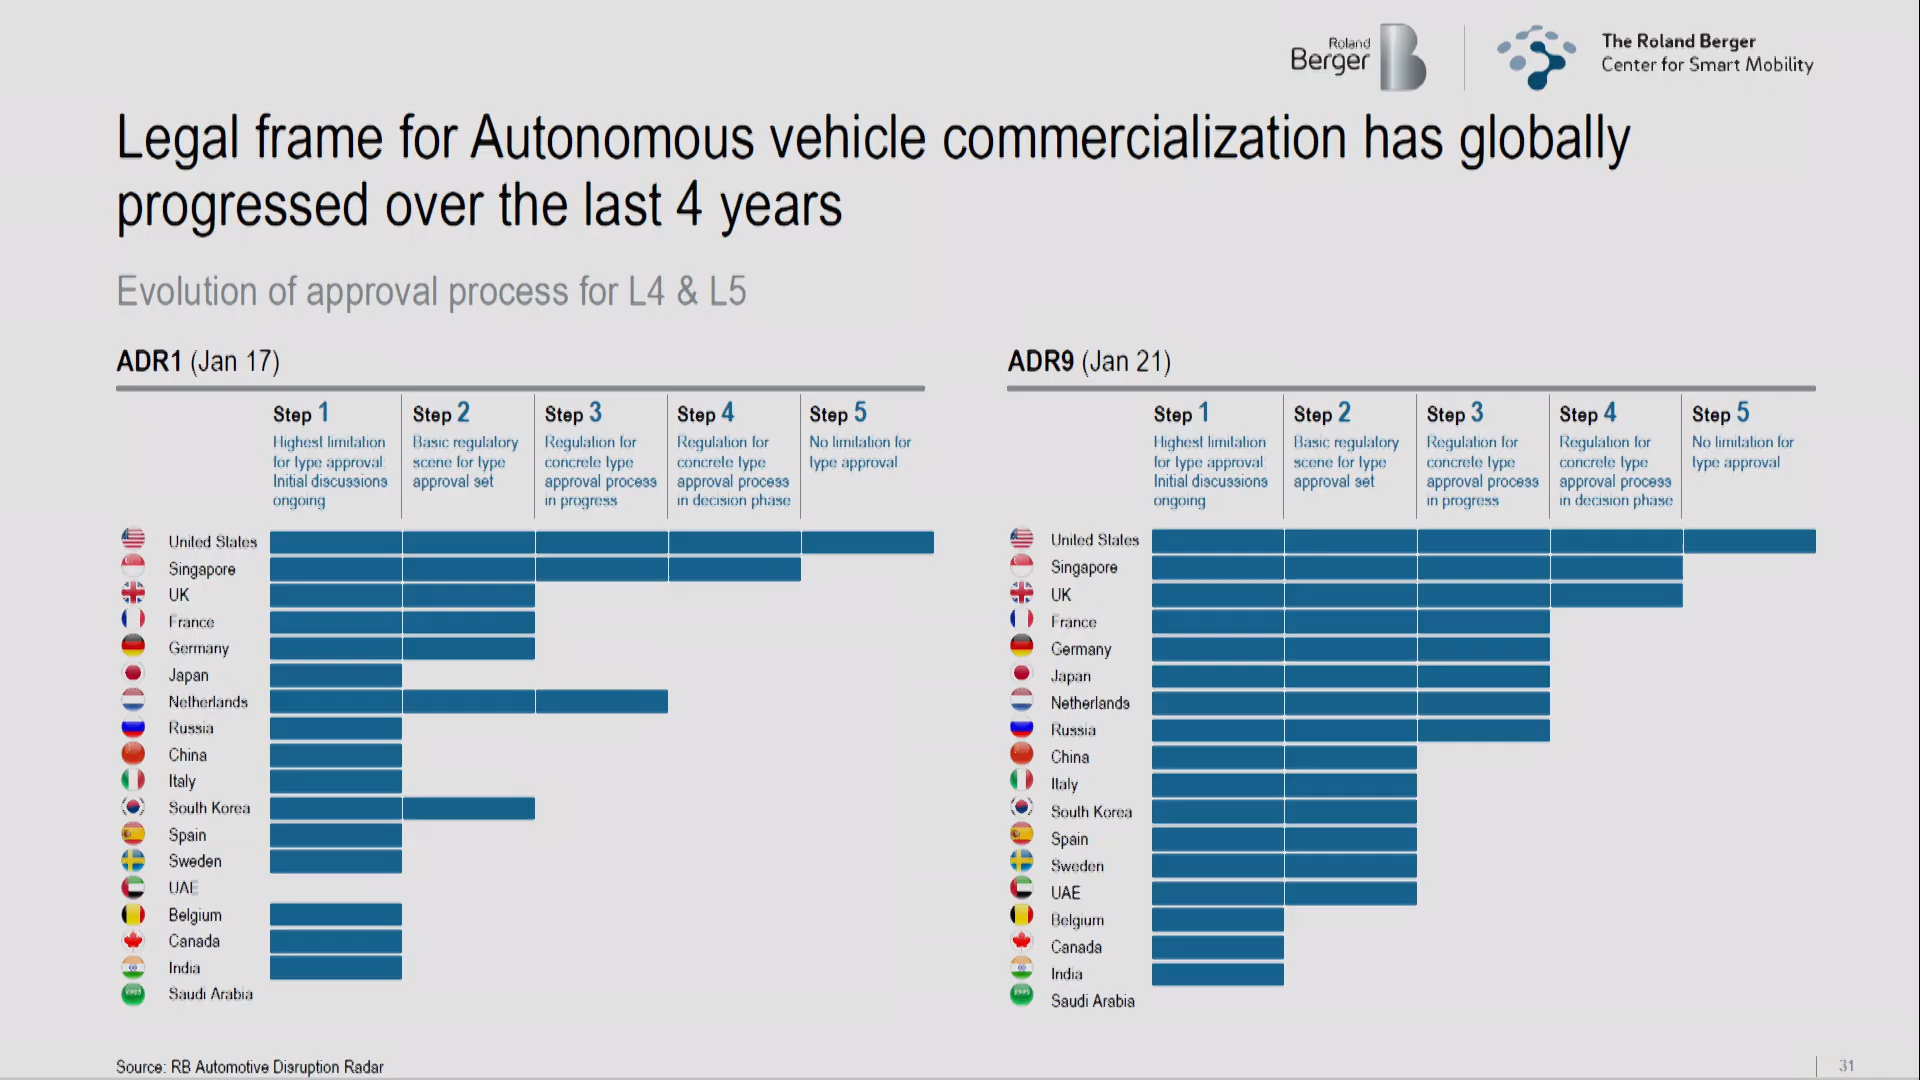 Roland
Berger
The Roland Berger
Center for Smart Mobility
Legal frame for Autonomous vehicle commercialization has globally
progressed over the last 4 years
Evolution of approval process for L4 & L5
ADR1 (Jan 17)
Step 1
Highest limitation
for type approval:
Initial discussions
ongoing
Step 2
Basic regulatory
scene for type
approval set
Step 3
Regulation for
concrete type
approval process
in progress
Step 4
Regulation for
concrete type
approval process
in decision phase
Step 5
No limitation for
type approval
United States
Singapore
UK
France
Germany
Japan
Netherlands
Russia
China
Italy
South Korea
Spain
Sweden
UAE
Belgium
Canada
India
Saudi Arabia
ADR9 (Jan 21)
Step 1
Highest limitation
for type approval:
Initial discussions
ongoing
Step 2
Basic regulatory
scene for type
approval set
Step 3
Regulation for
concrete type
approval process
in progress
Step 4
Regulation for
concrete type
approval process
in decision phase
Step 5
No limitation for
type approval
United States
Singapore
UK
France
Germany
Japan
Netherlands
Russia
China
Italy
South Korea
Spain
Sweden
UAE
Belgium
Canada
India
Saudi Arabia
Source: RB Automotive Disruption Radar
31